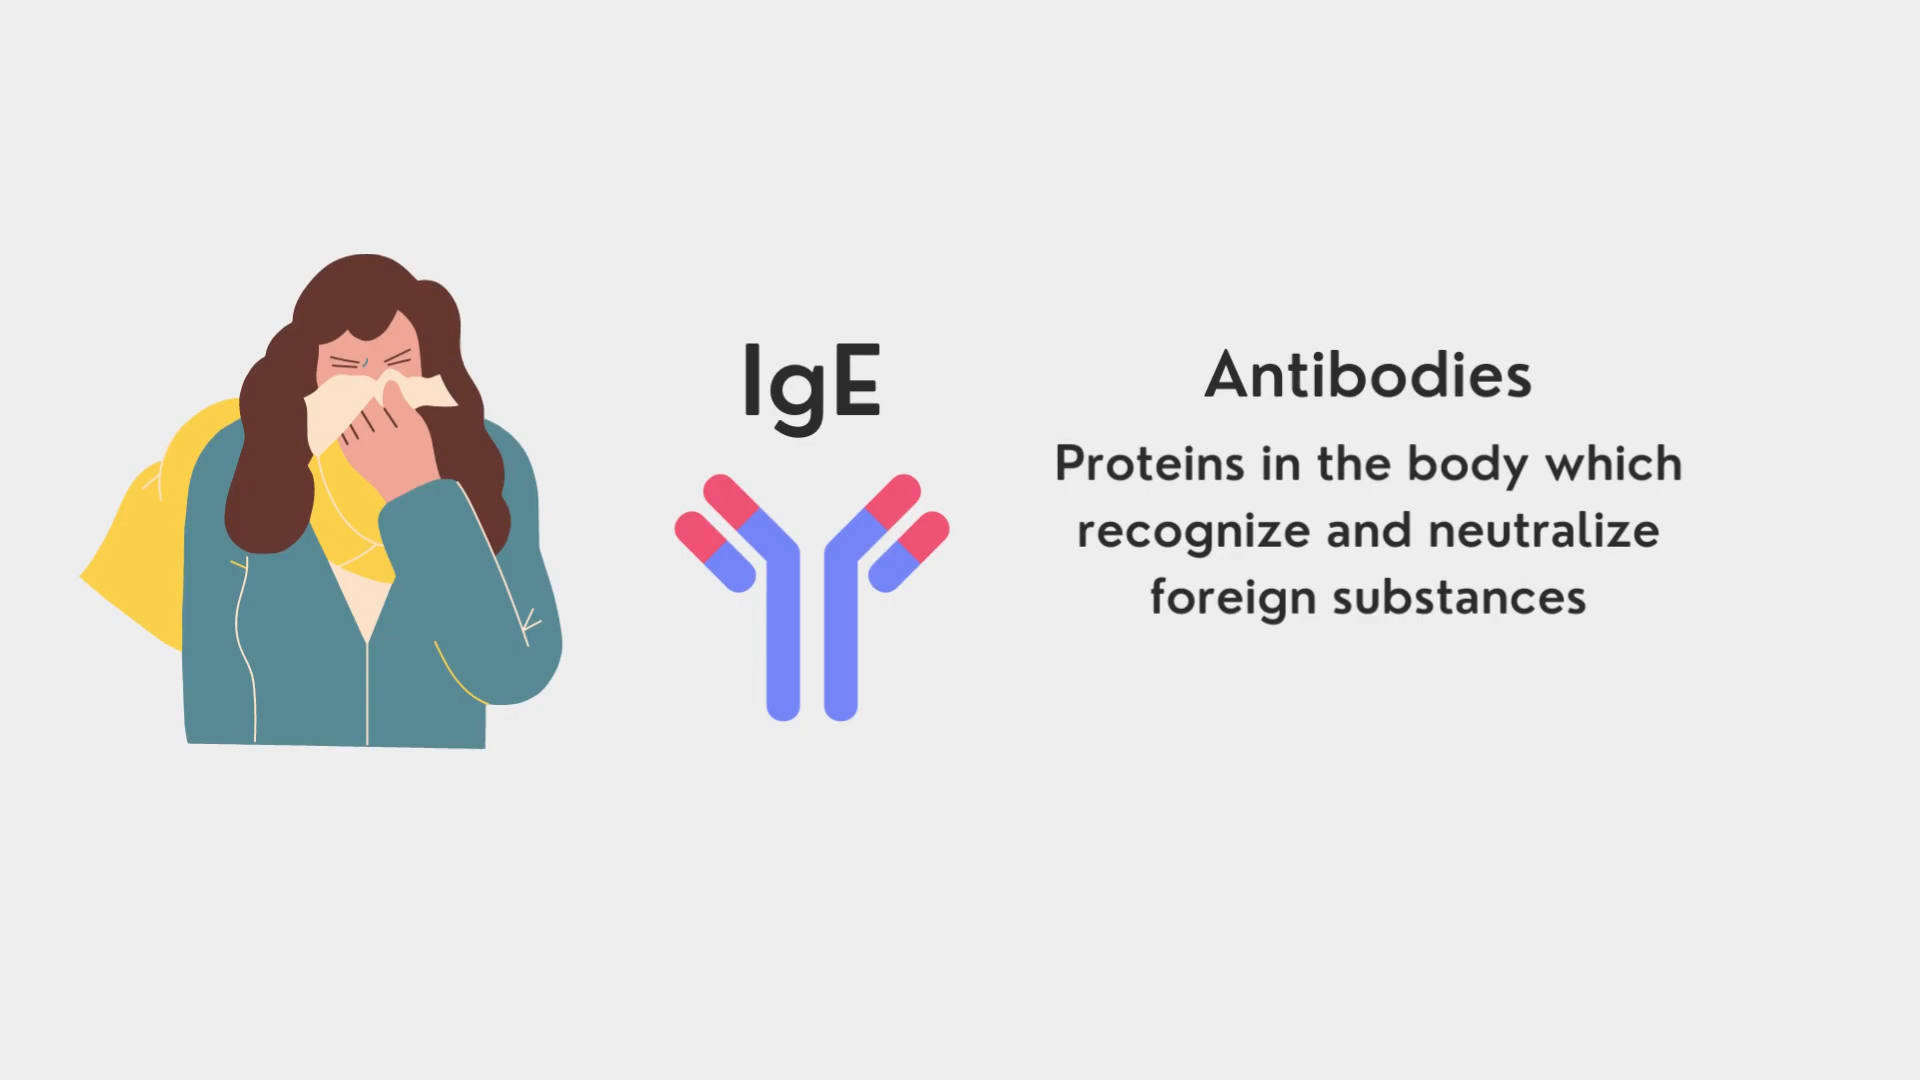 IgE
Antibodies
Proteins in the body which
recognize and neutralize
foreign substances